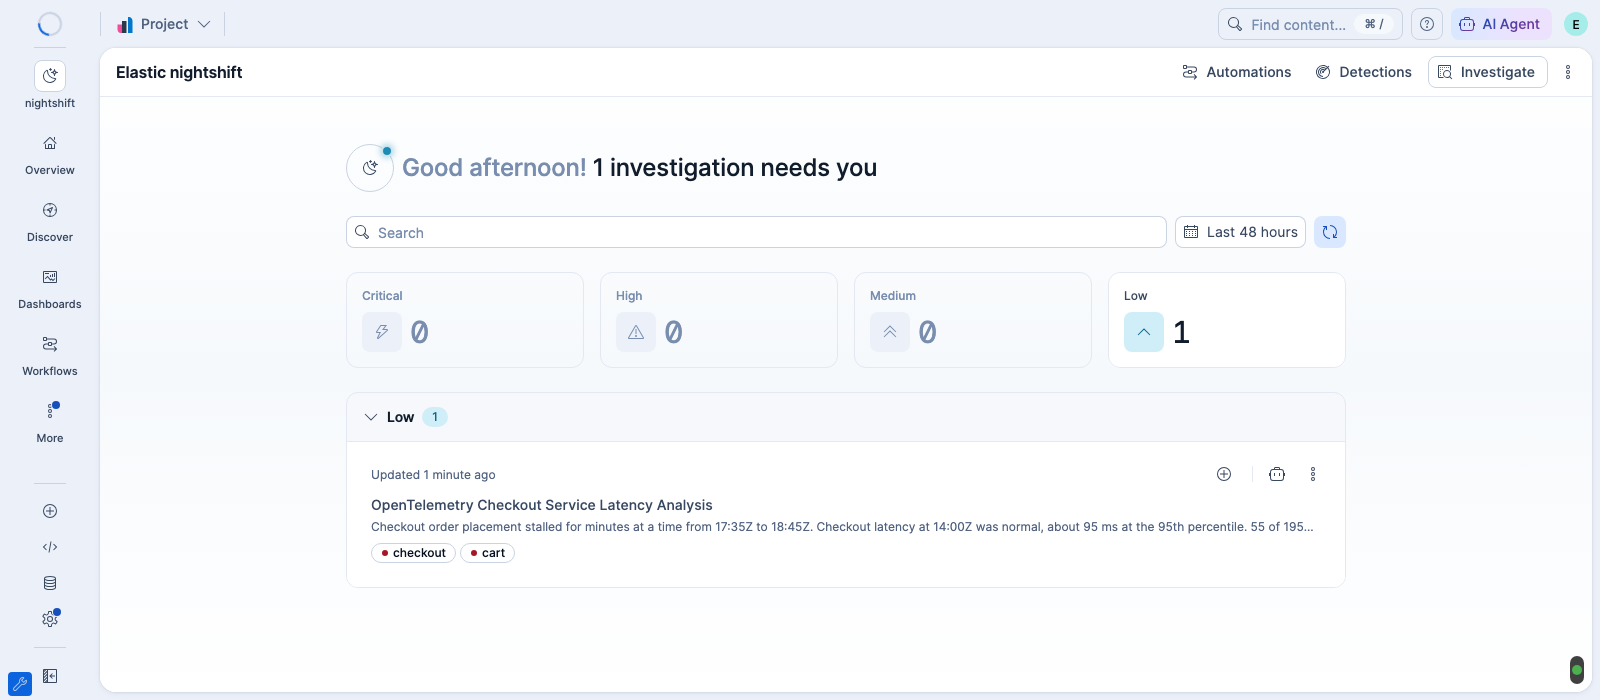 Project
Find content...
⌘ /
AI Agent
E
Elastic nightshift
Automations
Detections
Investigate
nightshift
Overview
Discover
Dashboards
Workflows
More
Good afternoon! 1 investigation needs you
Search
Last 48 hours
Critical
0
High
0
Medium
0
Low
1
Low 1
Updated 1 minute ago
OpenTelemetry Checkout Service Latency Analysis
Checkout order placement stalled for minutes at a time from 17:35Z to 18:45Z. Checkout latency at 14:00Z was normal, about 95 ms at the 95th percentile. 55 of 195...
checkout
cart